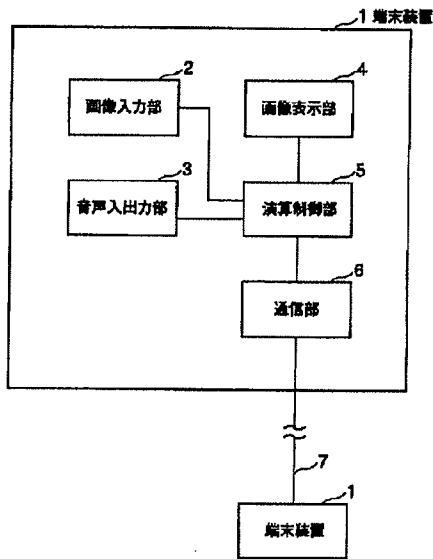 1 端末装置
2
画像入力部
4
画像表示部
3
音声入出力部
5
演算制御部
6
通信部
7
1
端末装置